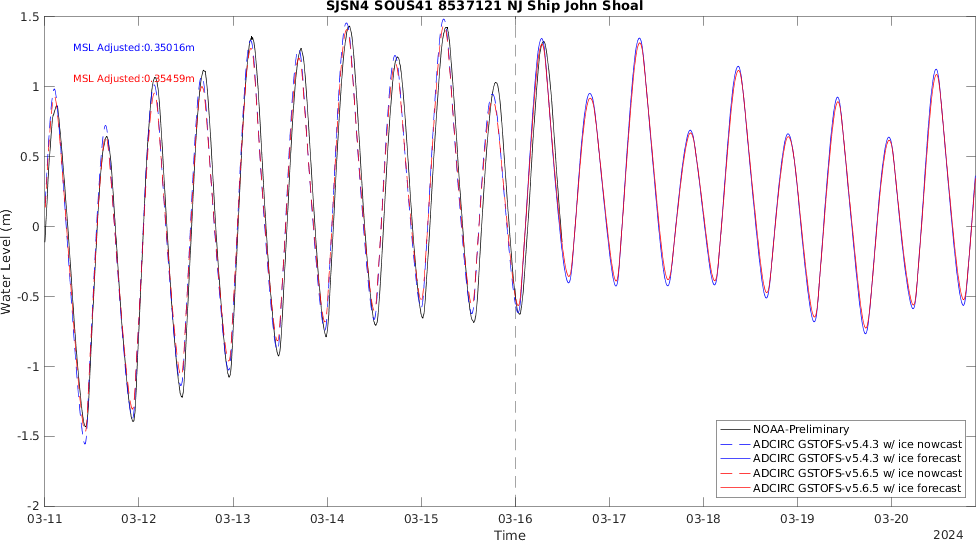 SJSN4 SOUS41 8537121 NJ Ship John Shoal
MSL Adjusted:0.35016m
MSL Adjusted:0.35459m
Water Level (m)
1.5
1
0.5
0
-0.5
-1
-1.5
-2
NOAA-Preliminary
ADCIRC GSTOFS-v5.4.3 w/ ice nowcast
ADCIRC GSTOFS-v5.4.3 w/ ice forecast
ADCIRC GSTOFS-v5.6.5 w/ ice nowcast
ADCIRC GSTOFS-v5.6.5 w/ ice forecast
03-11 03-12 03-13 03-14 03-15 03-16 03-17 03-18 03-19 03-20
Time
2024